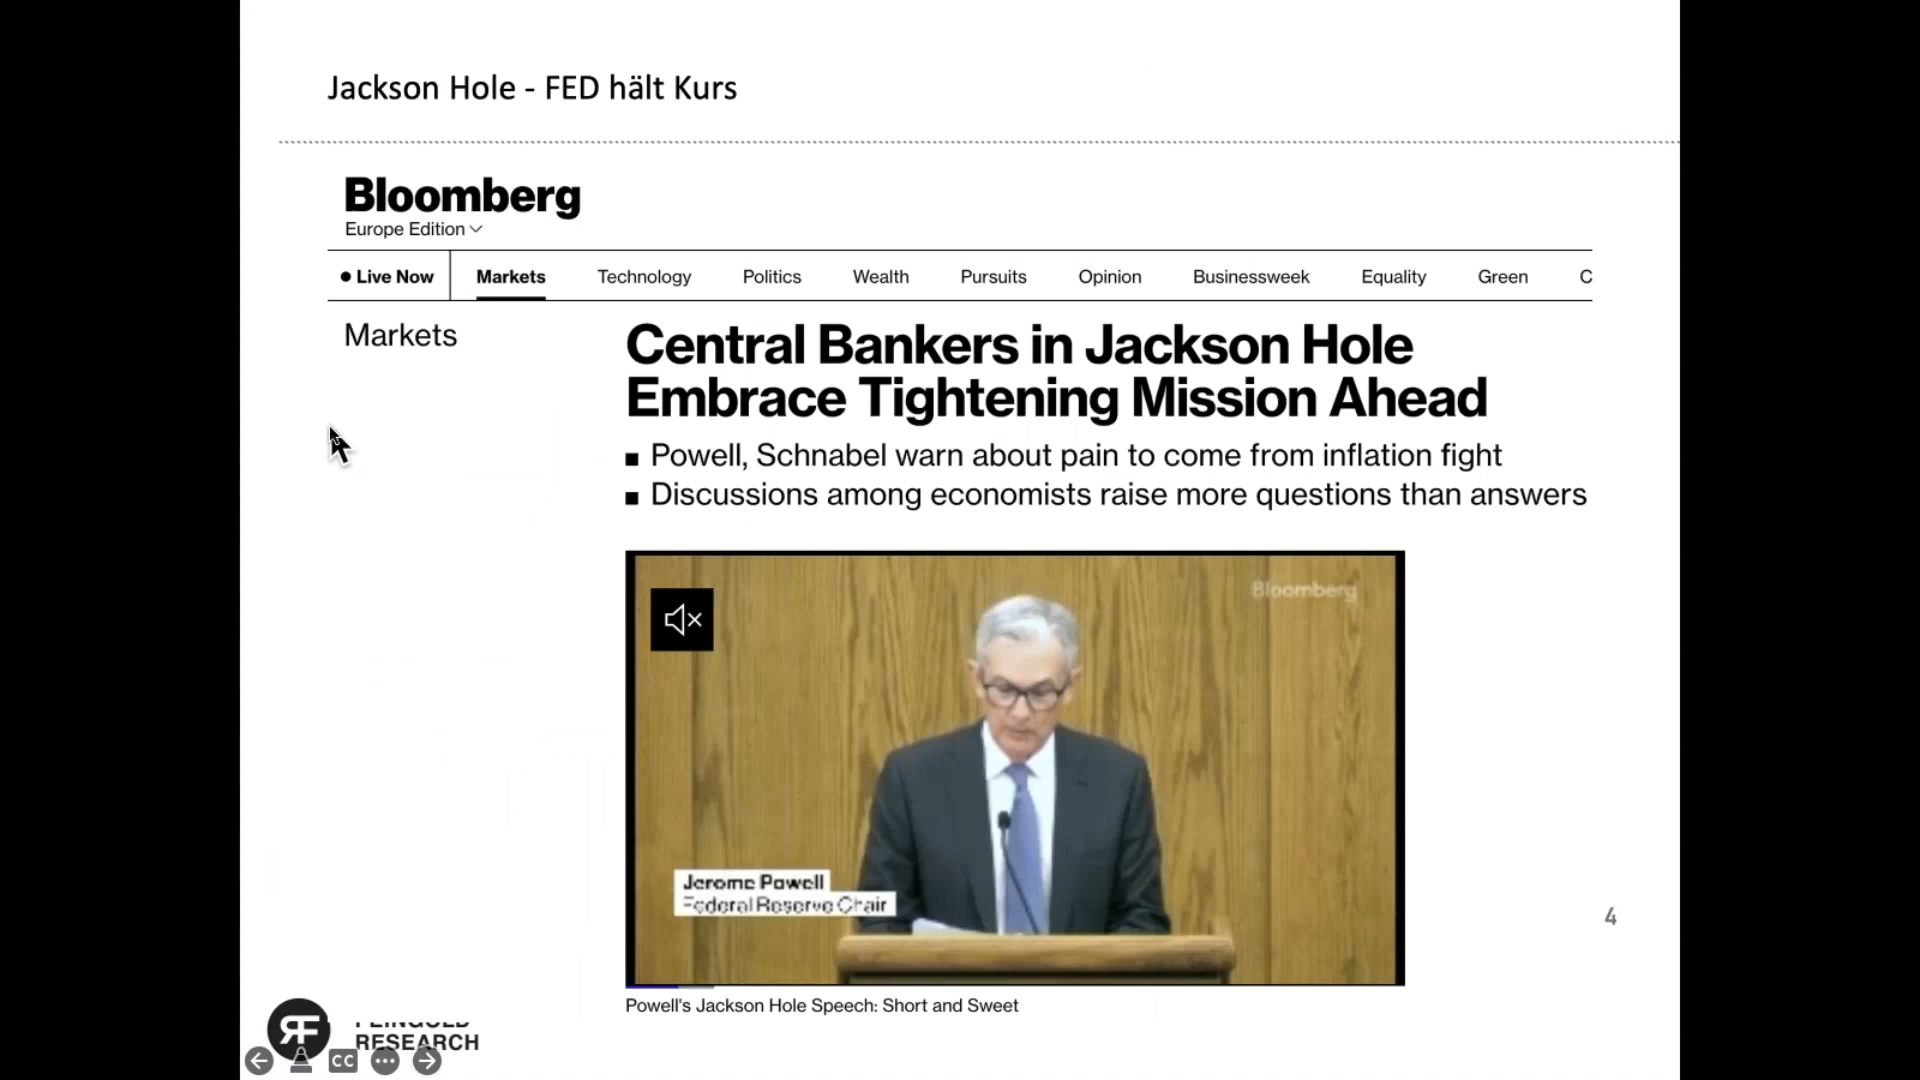 Jackson Hole - FED hält Kurs
Bloomberg
Europe Edition
Live Now
Markets
Technology
Politics
Wealth
Pursuits
Opinion
Businessweek
Equality
Green
C
Markets
Central Bankers in Jackson Hole
Embrace Tightening Mission Ahead
Powell, Schnabel warn about pain to come from inflation fight
Discussions among economists raise more questions than answers
Bloomberg
Jerome Powell
Federal Reserve Chair
4
Powell's Jackson Hole Speech: Short and Sweet
RF
FEINGOLD
RESEARCH
CC